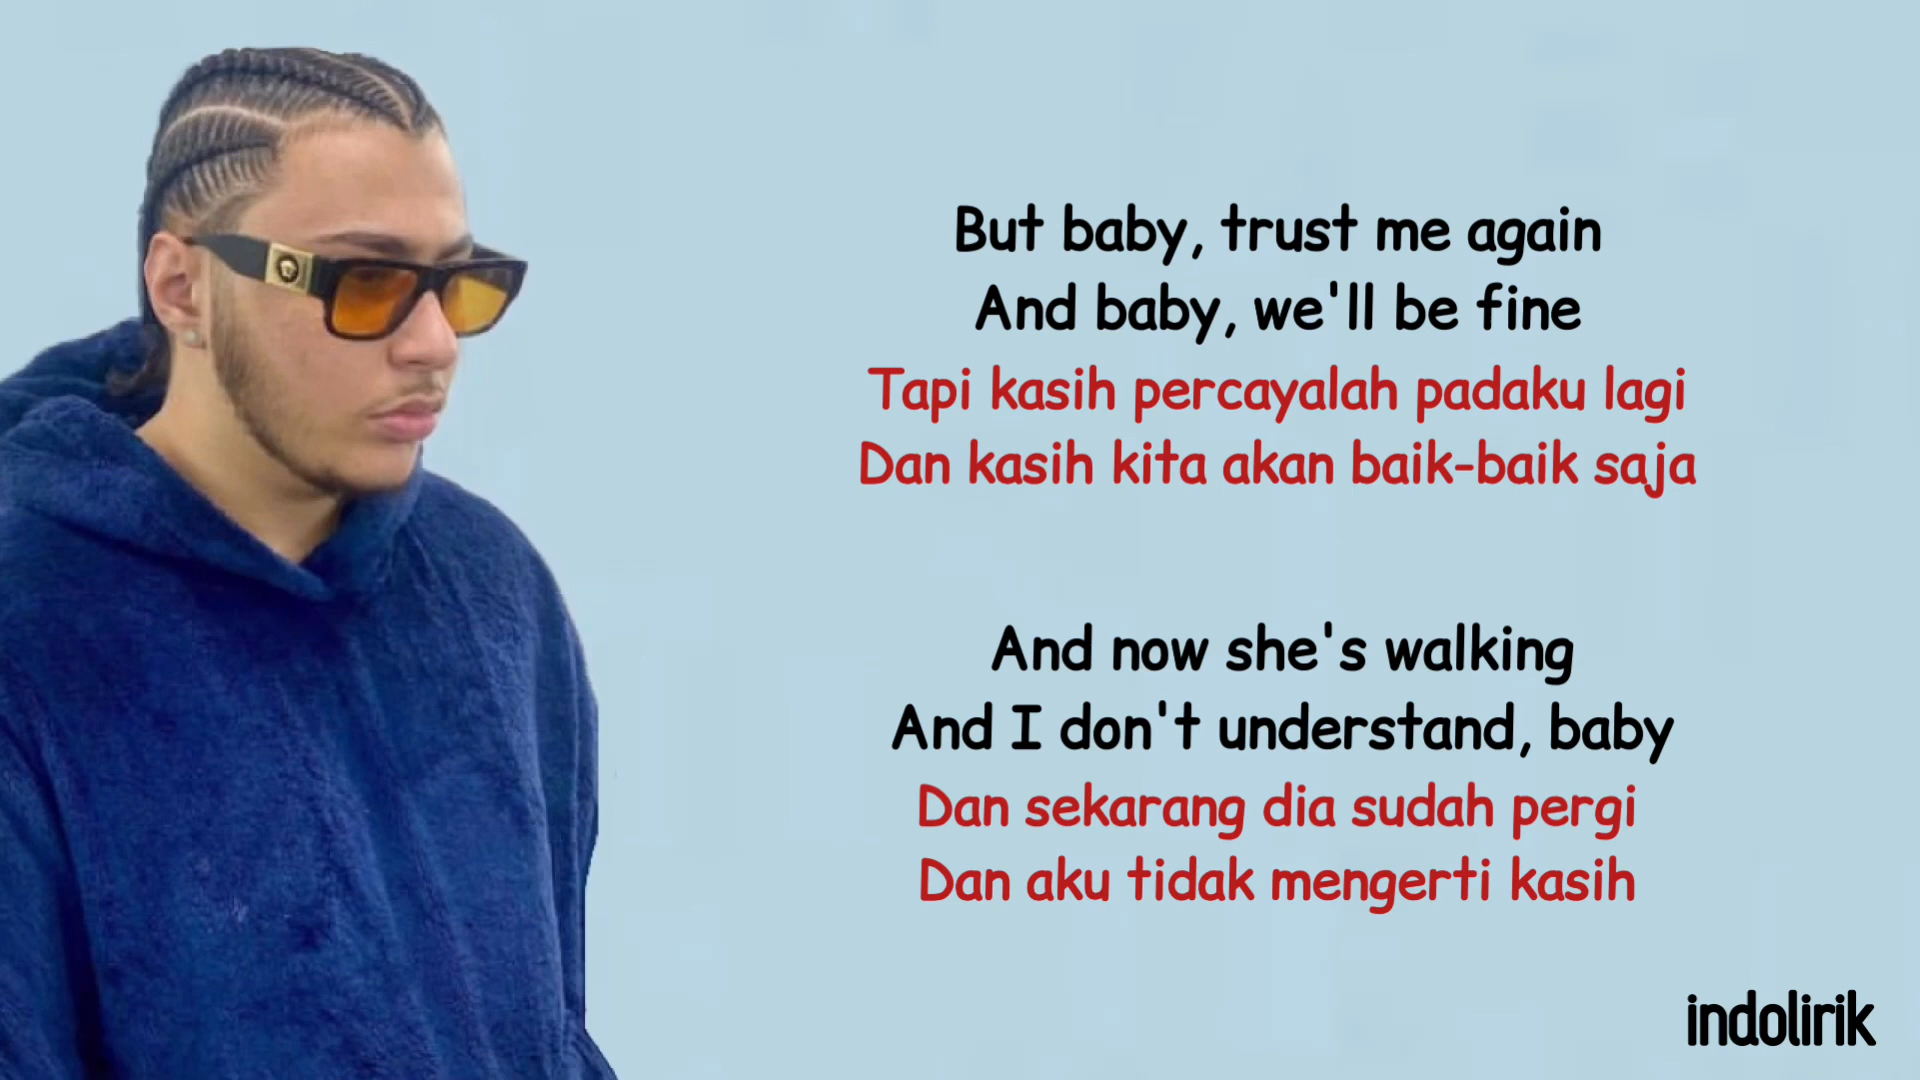 But baby, trust me again
And baby, we'll be fine
Tapi kasih percayalah padaku lagi
Dan kasih kita akan baik-baik saja
And now she's walking
And I don't understand, baby
Dan sekarang dia sudah pergi
Dan aku tidak mengerti kasih
indolirik